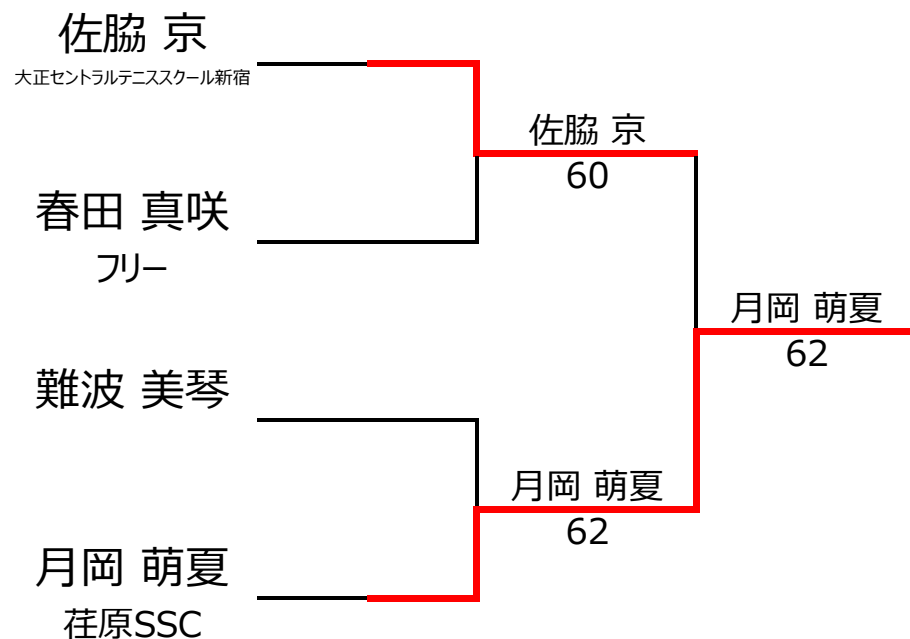 佐脇 京
大正セントラルテニススクール新宿
佐脇 京
60
春田 真咲
フリー
月岡 萌夏
62
難波 美琴
月岡 萌夏
62
月岡 萌夏
荏原SSC